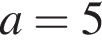 a = 5